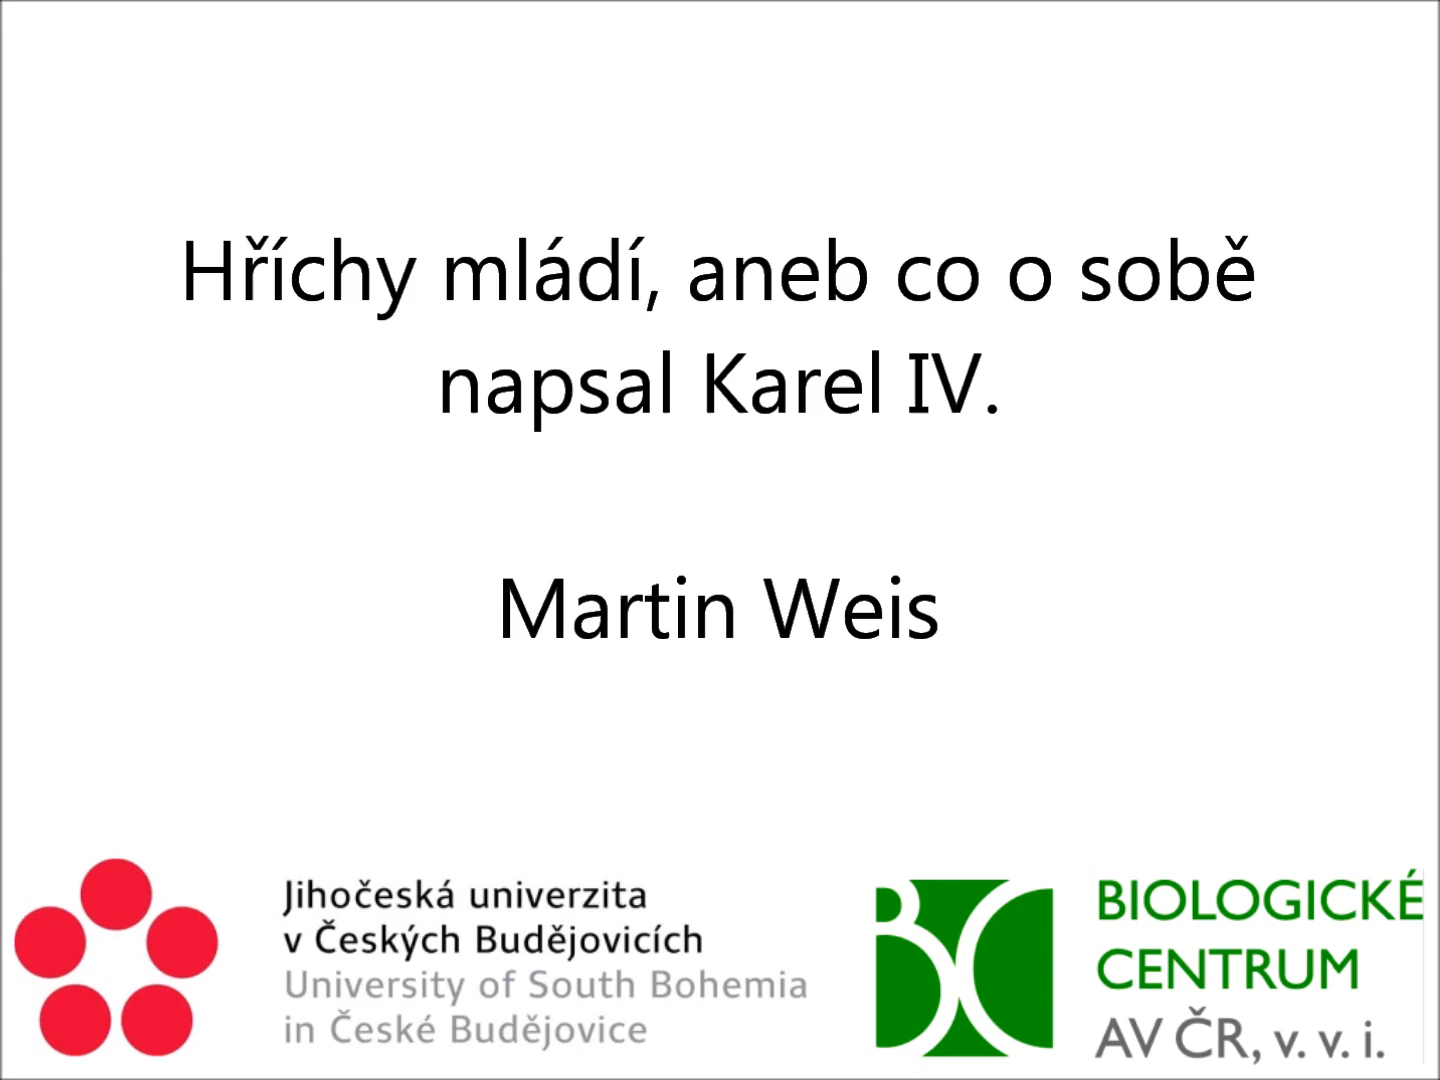 Hříchy mládí, aneb co o sobě
napsal Karel IV.
Martin Weis
Jihočeská univerzita
v Českých Budějovicích
University of South Bohemia
in České Budějovice
BC
BIOLOGICKÉ
CENTRUM
AV ČR, v. v. i.